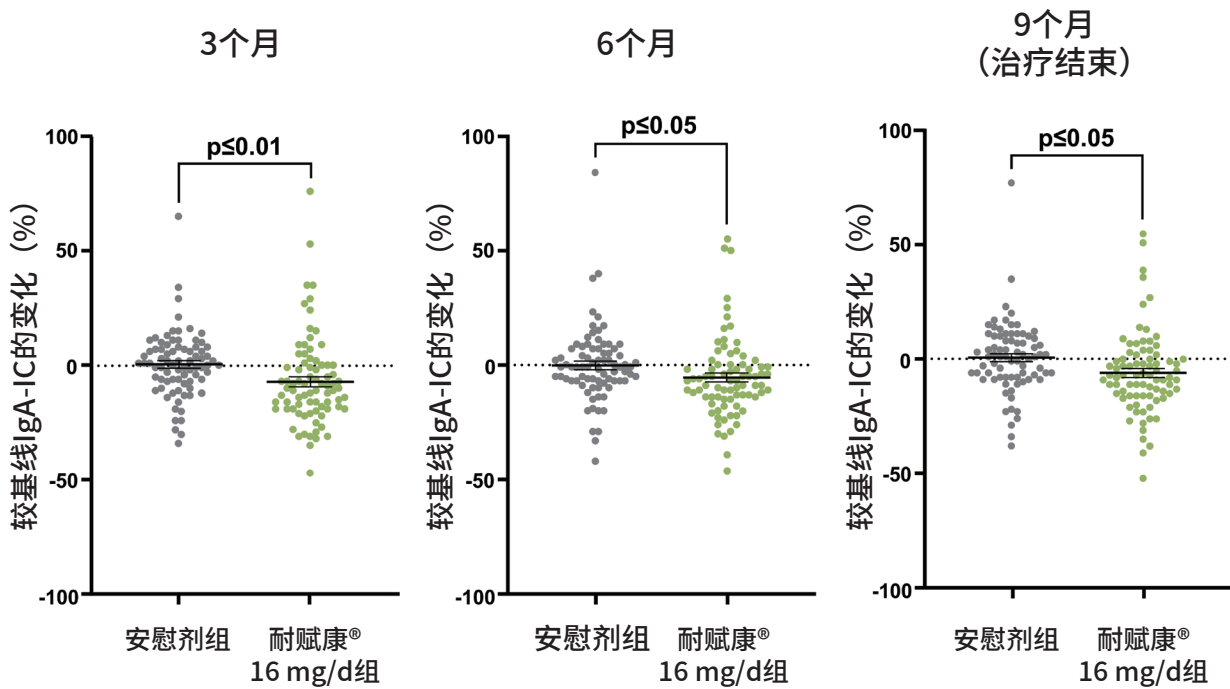 3个月
较基线IgA-IC的变化（%）
100
50
0
-50
-100
p≤0.01
安慰剂组
耐赋康®
16 mg/d组
6个月
较基线IgA-IC的变化（%）
100
50
0
-50
-100
p≤0.05
安慰剂组
耐赋康®
16 mg/d组
9个月
（治疗结束）
较基线IgA-IC的变化（%）
100
50
0
-50
-100
p≤0.05
安慰剂组
耐赋康®
16 mg/d组